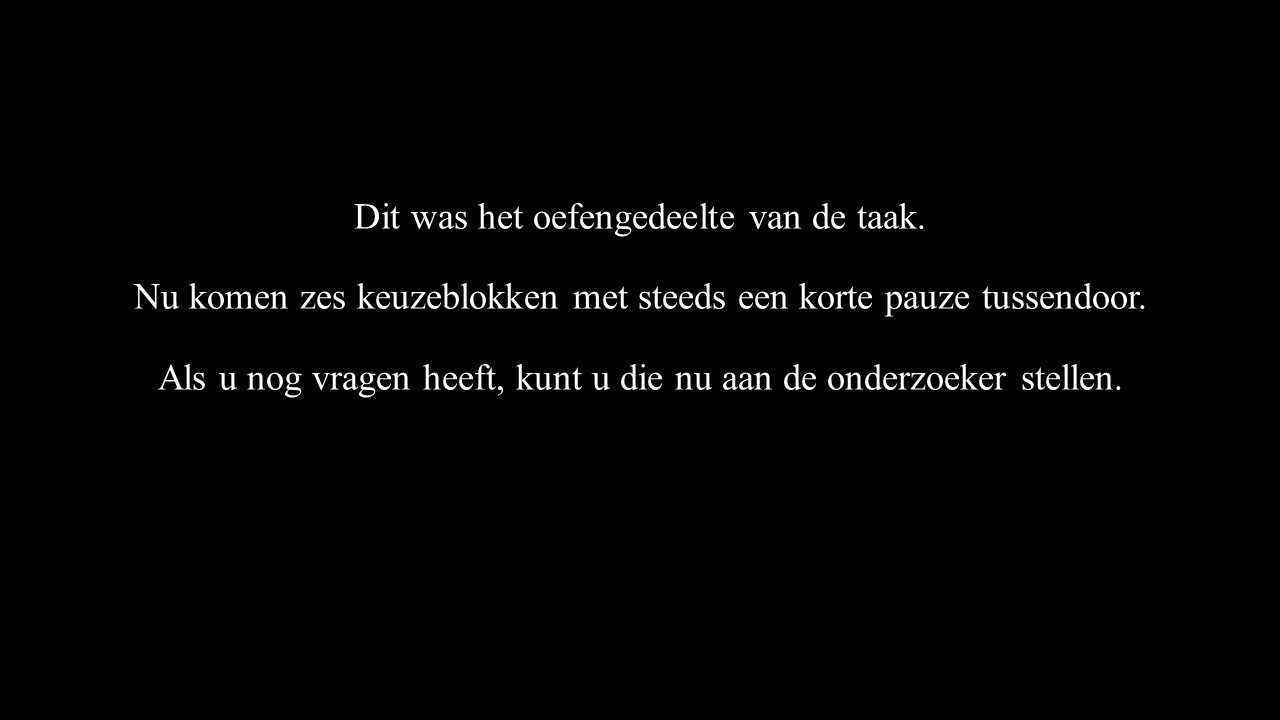 Dit was het oefengedeelte van de taak.
Nu komen zes keuzeblokken met steeds een korte pauze tussendoor.
Als u nog vragen heeft, kunt u die nu aan de onderzoeker stellen.